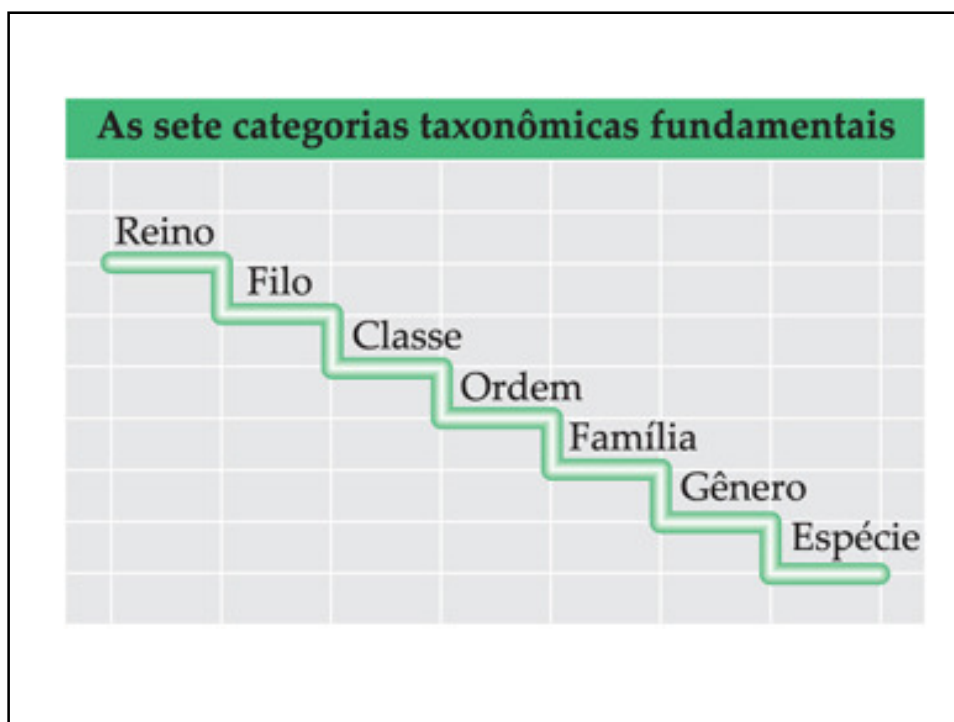 As sete categorias taxonômicas fundamentais
Reino
Filo
Classe
Ordem
Família
Gênero
Espécie